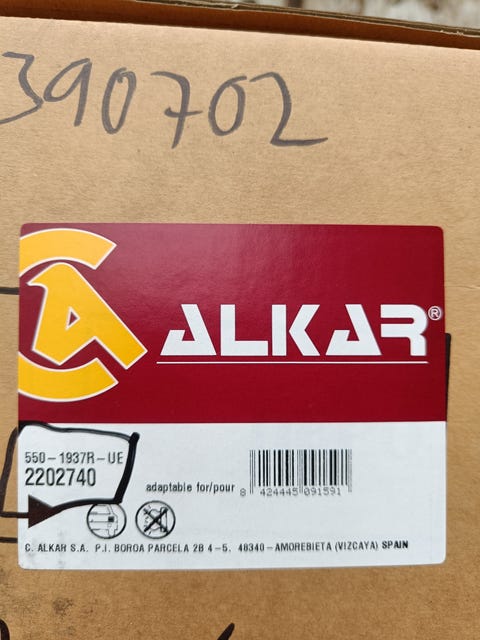 390702
ALKAR®
550-1937R-UE
2202740
adaptable for/pour
8 424445 091591
C. ALKAR S.A. P.I. BOROA PARCELA 2B 4-5. 48340-AMOREBIETA (VIZCAYA) SPAIN